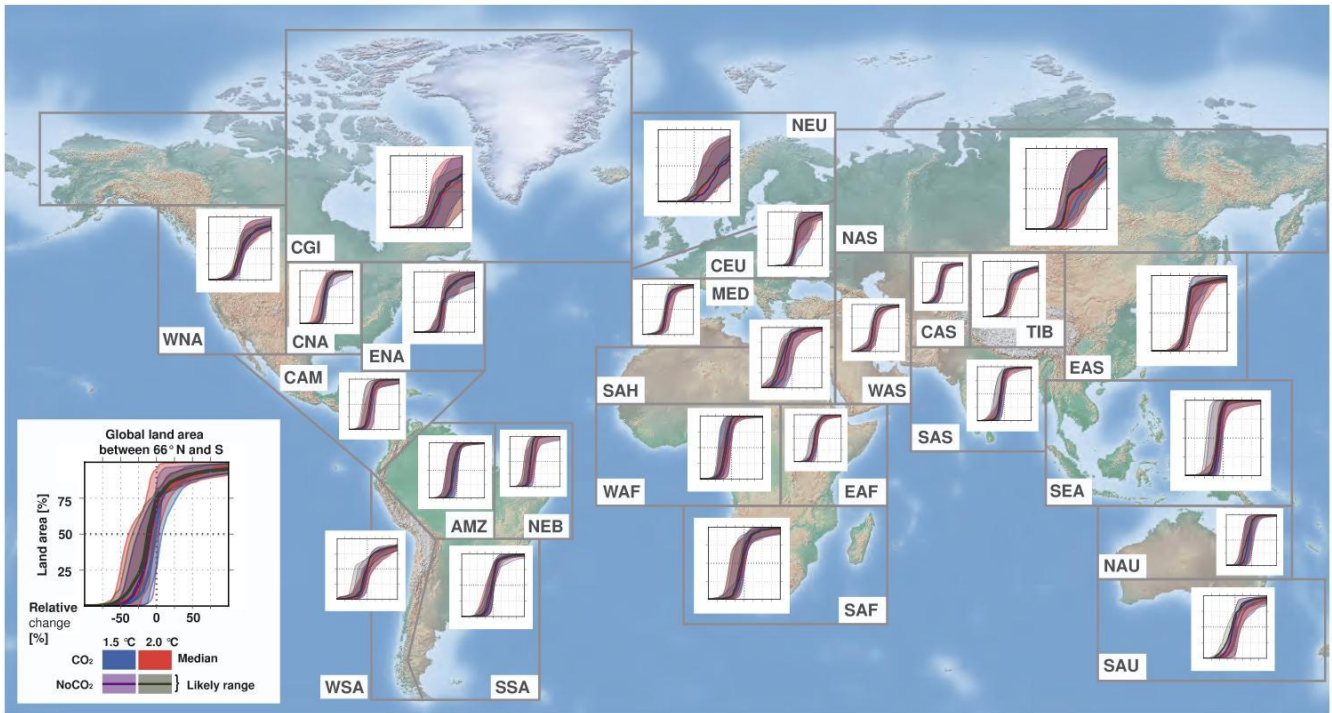 NEU
CGI
NAS
CEU
MED
WNA
CNA
ENA
CAS
TIB
CAM
EAS
SAH
WAS
SAS
WAF
EAF
SEA
AMZ
NEB
NAU
SAF
SAU
WSA
SSA
Global land area
between 66° N and S
Land area [%]
75
50
25
-50
0
50
Relative
change
[%]
1.5 °C
2.0 °C
CO₂
Median
NoCO₂
} Likely range